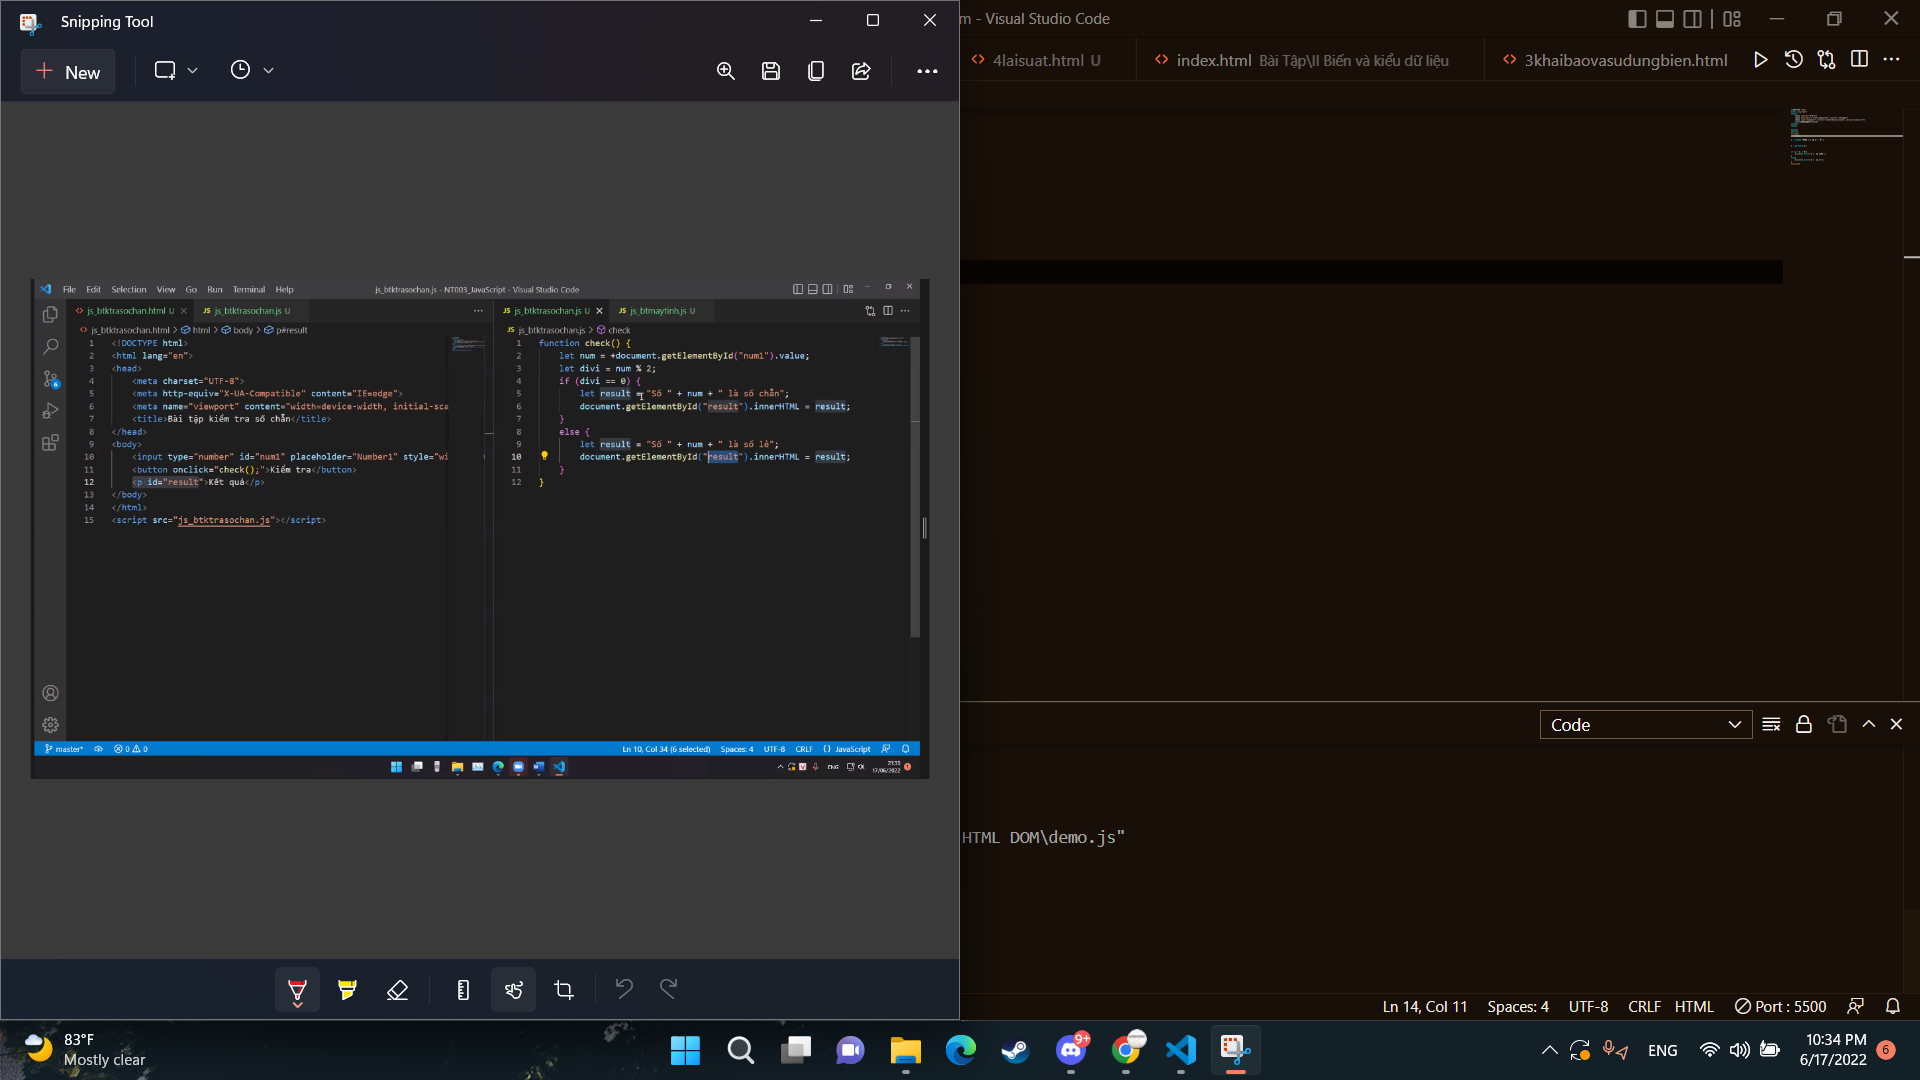 Snipping Tool
New
File Edit Selection View Go Run Terminal Help
js_btktrasochan.js - NT003_JavaScript - Visual Studio Code
js_btktrasochan.html U
js_btktrasochan.js U
js_btktrasochan.html > html > body > p#result
1 <!DOCTYPE html>
2 <html lang="en">
3 <head>
4 <meta charset="UTF-8">
5 <meta http-equiv="X-UA-Compatible" content="IE=edge">
6 <meta name="viewport" content="width=device-width, initial-sca
7 <title>Bài tập kiểm tra số chẵn</title>
8 </head>
9 <body>
10 <input type="number" id="num1" placeholder="Number1" style="wi
11 <button onclick="check();">Kiểm tra</button>
12 <p id="result">Kết quả</p>
13 </body>
14 </html>
15 <script src="js_btktrasochan.js"></script>
js_btktrasochan.js U
js_btmaytinh.js U
JS js_btktrasochan.js > check
1 function check() {
2 let num = +document.getElementById("num1").value;
3 let divi = num % 2;
4 if (divi == 0) {
5 let result = "Số " + num + " là số chẵn";
6 document.getElementById("result").innerHTML = result;
7 }
8 else {
9 let result = "Số " + num + " là số lẻ";
10 document.getElementById("result").innerHTML = result;
11 }
12 }
master* 0 0
Ln 10, Col 34 (6 selected) Spaces: 4 UTF-8 CRLF {} JavaScript
ENG
21:15
17/06/2022
m - Visual Studio Code
4laisuat.html U
index.html Bài Tập\II Biến và kiểu dữ liệu
3khaibaovasudungbien.html
Code
HTML DOM\demo.js"
Ln 14, Col 11 Spaces: 4 UTF-8 CRLF HTML Port : 5500
83°F
Mostly clear
9+
ENG
10:34 PM
6/17/2022
6